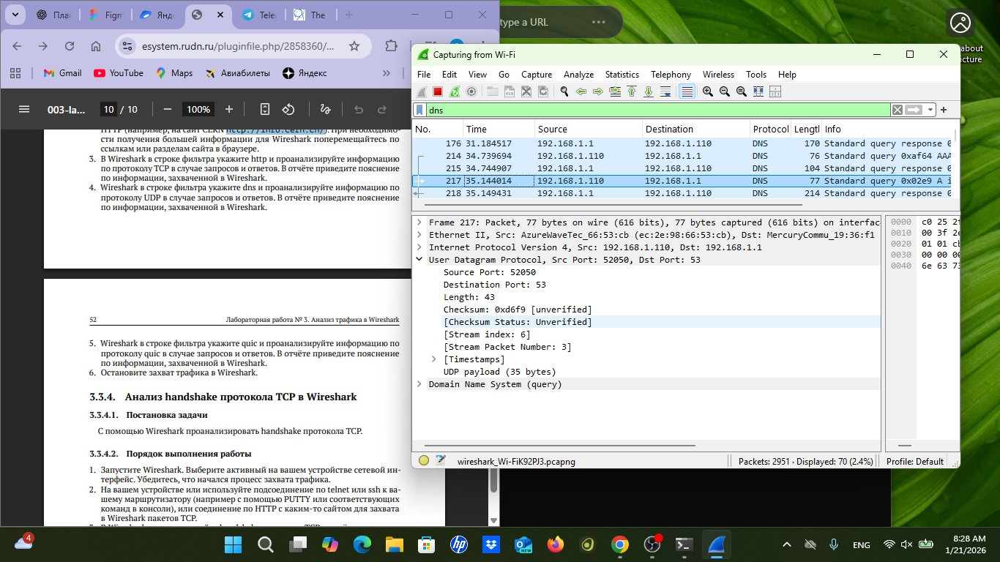 Пла
Figm
Янд
Tele
The
type a URL
about
icture
esystem.rudn.ru/pluginfile.php/2858360/...
Gmail
YouTube
Maps
Авиабилеты
Яндекс
003-la...
10 / 10
100%
HTTP (например, на сайт CERN http://info.cern.ch/). При необходимо-
сти получения большей информации для Wireshark поперемещайтесь по
ссылкам или разделам сайта в браузере.
3. В Wireshark в строке фильтра укажите http и проанализируйте информацию
по протоколу TCP в случае запросов и ответов. В отчёте приведите пояснение
по информации, захваченной в Wireshark.
4. Wireshark в строке фильтра укажите dns и проанализируйте информацию по
протоколу UDP в случае запросов и ответов. В отчёте приведите пояснение
по информации, захваченной в Wireshark.
52 Лабораторная работа № 3. Анализ трафика в Wireshark
5. Wireshark в строке фильтра укажите quic и проанализируйте информацию по
протоколу quic в случае запросов и ответов. В отчёте приведите пояснение
по информации, захваченной в Wireshark.
6. Остановите захват трафика в Wireshark.
3.3.4. Анализ handshake протокола TCP в Wireshark
3.3.4.1. Постановка задачи
С помощью Wireshark проанализировать handshake протокола TCP.
3.3.4.2. Порядок выполнения работы
1. Запустите Wireshark. Выберите активный на вашем устройстве сетевой ин-
терфейс. Убедитесь, что начался процесс захвата трафика.
2. На вашем устройстве или используйте подсоединение по telnet или ssh к ва-
шему маршрутизатору (например с помощью PUTTY или соответствующих
команд в консоли), или соединение по HTTP с каким-то сайтом для захвата
в Wireshark пакетов TCP.
Capturing from Wi-Fi
File Edit View Go Capture Analyze Statistics Telephony Wireless Tools Help
dns
No. Time Source Destination Protocol Lengtl Info
176 31.184517 192.168.1.1 192.168.1.110 DNS 170 Standard query response 0
214 34.739694 192.168.1.110 192.168.1.1 DNS 76 Standard query 0xaf64 AAA
215 34.744907 192.168.1.1 192.168.1.110 DNS 104 Standard query response 0
217 35.144014 192.168.1.110 192.168.1.1 DNS 77 Standard query 0x02e9 A i
218 35.149431 192.168.1.1 192.168.1.110 DNS 214 Standard query response 0
Frame 217: Packet, 77 bytes on wire (616 bits), 77 bytes captured (616 bits) on interfac
Ethernet II, Src: AzureWaveTec_66:53:cb (ec:2e:98:66:53:cb), Dst: MercuryCommu_19:36:f1
Internet Protocol Version 4, Src: 192.168.1.110, Dst: 192.168.1.1
User Datagram Protocol, Src Port: 52050, Dst Port: 53
Source Port: 52050
Destination Port: 53
Length: 43
Checksum: 0xd6f9 [unverified]
[Checksum Status: Unverified]
[Stream index: 6]
[Stream Packet Number: 3]
[Timestamps]
UDP payload (35 bytes)
Domain Name System (query)
0000 c0 25 2f
0010 00 3f 2e
0020 01 01 cb
0030 00 00 00
0040 6e 63 73
wireshark_Wi-FiK92PJ3.pcapng
Packets: 2951 · Displayed: 70 (2.4%)
Profile: Default
4
ENG
8:28 AM
1/21/2026